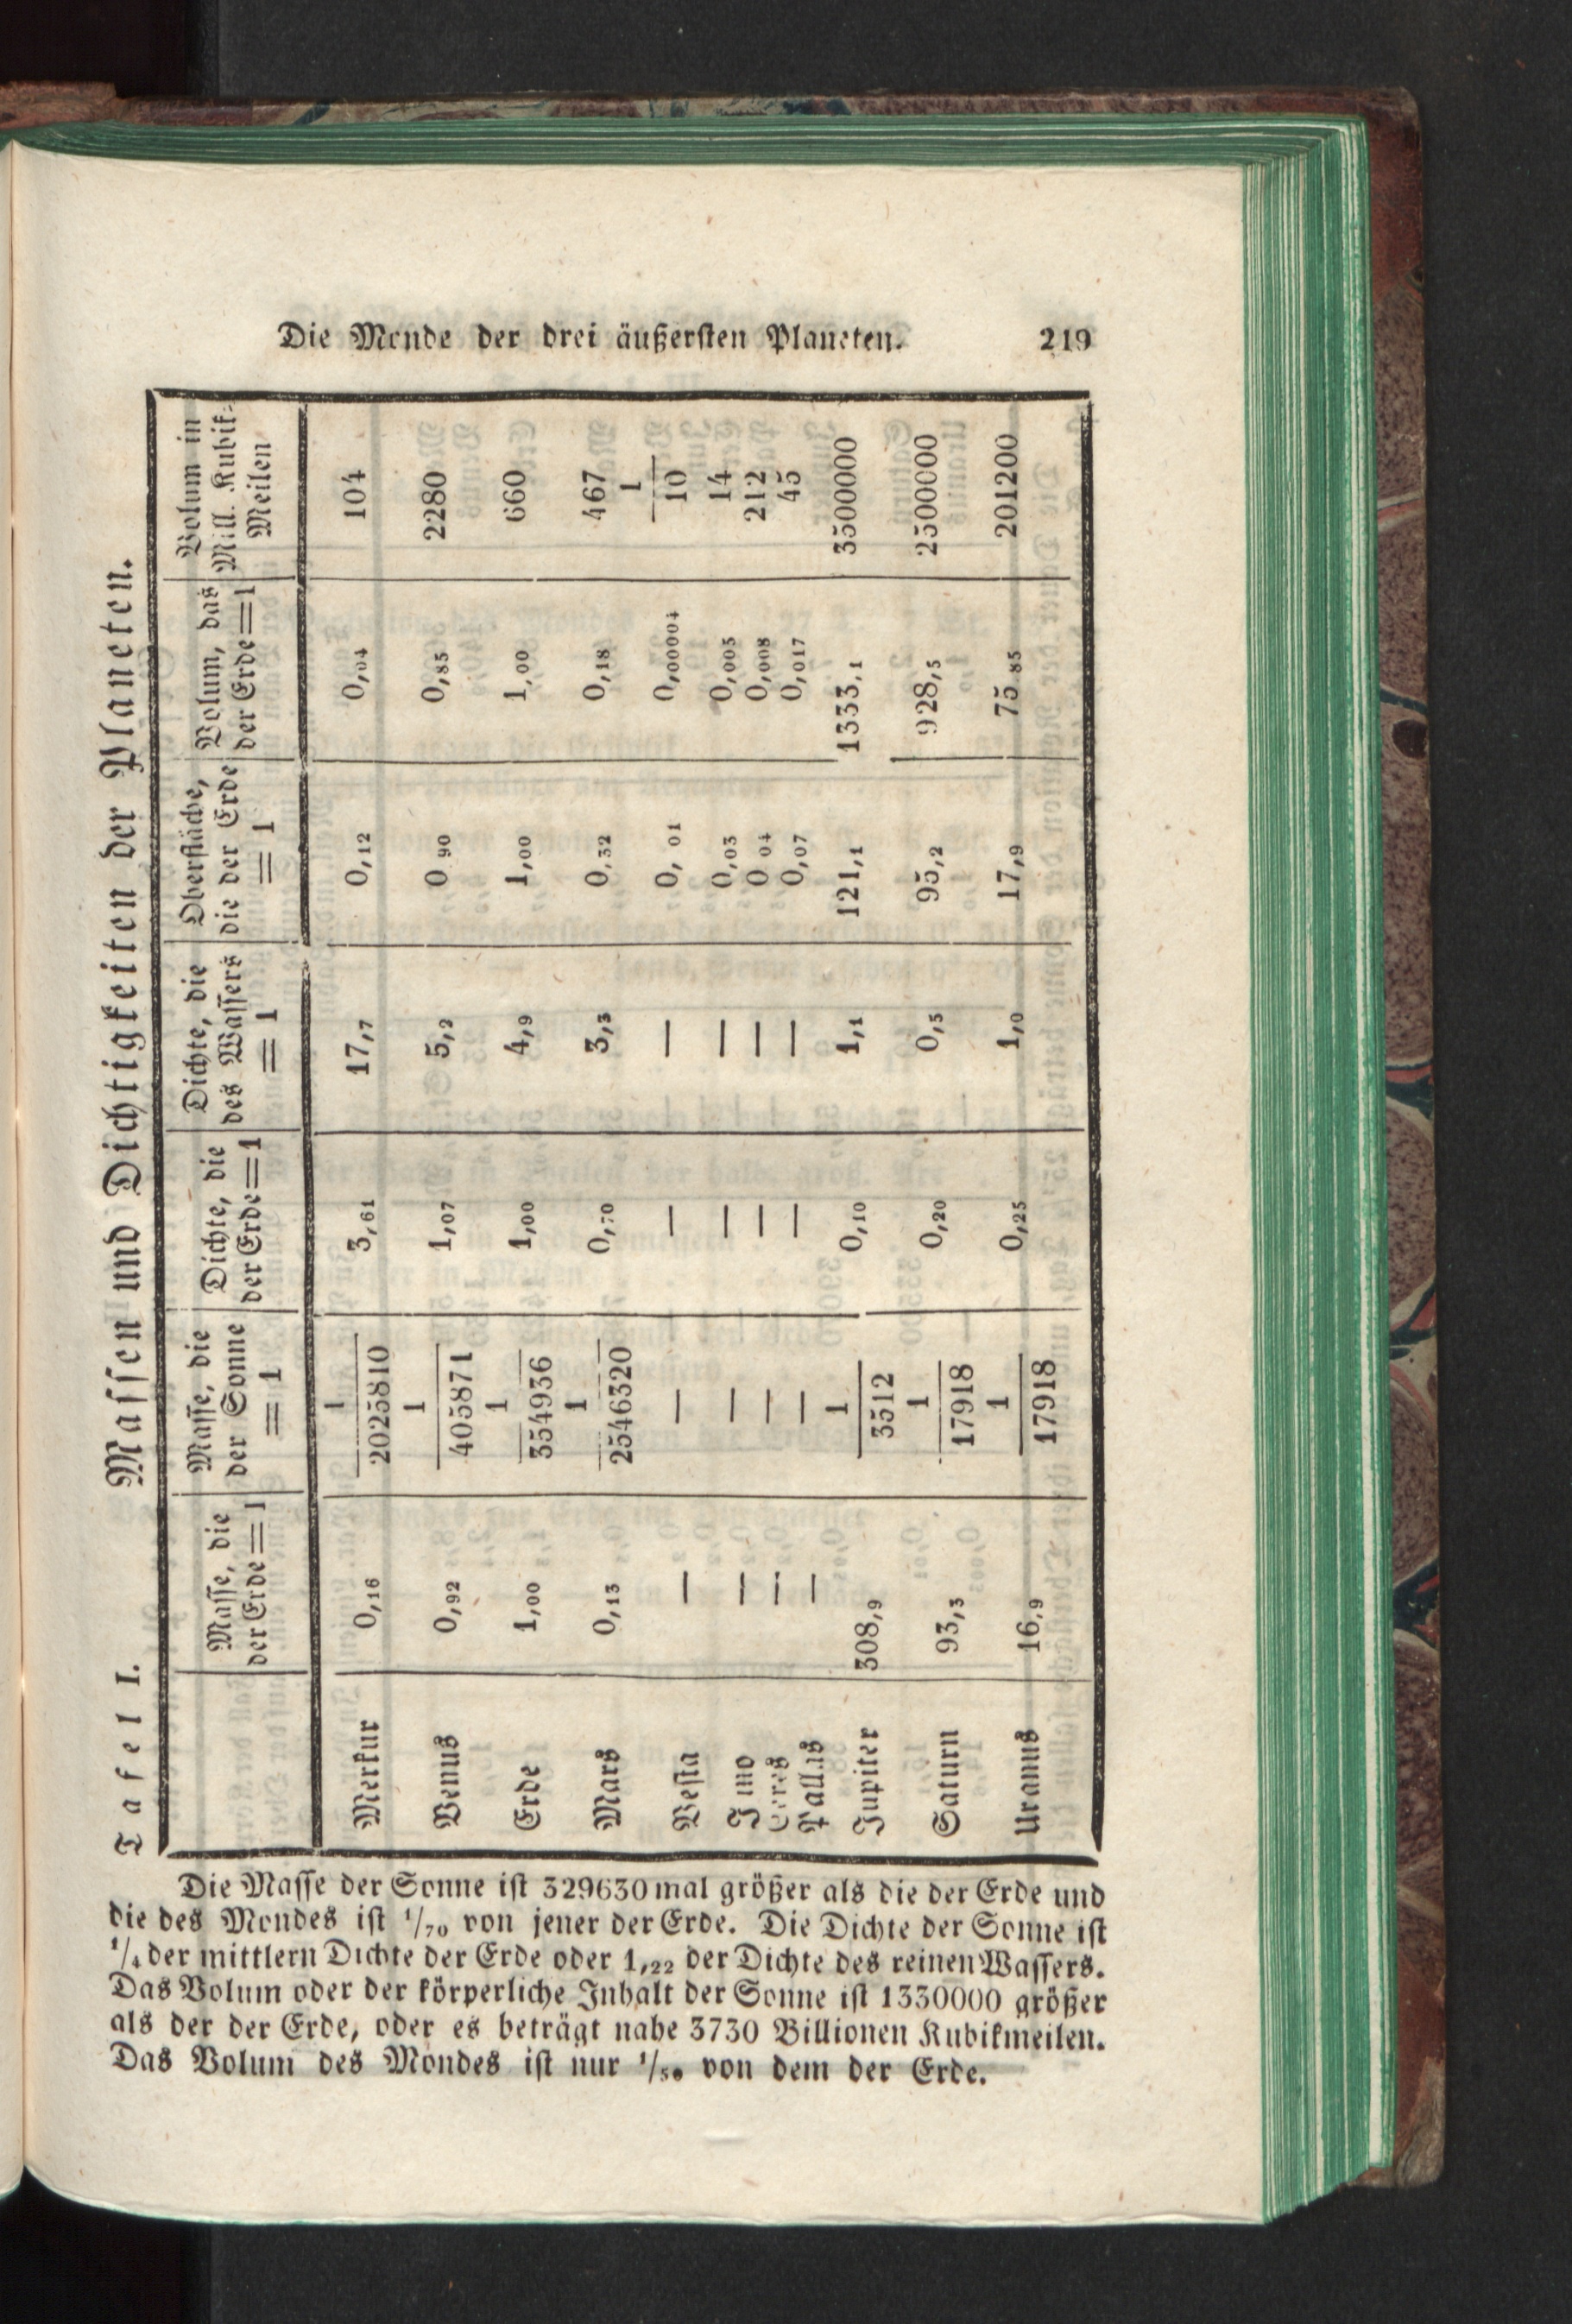 Die Monde der drei äußersten Planeten. 219
Tafel I. Massen und Dichtigkeiten der Planeten.
Masse, die der Erde=1 | Masse, die der Sonne = 1 | Dichte, die der Erde=1 | Dichte, die des Wassers = 1 | Oberfläche, die der Erde = 1 | Volum, das der Erde=1 | Volum in Mill. Kubik-Meilen
Merkur 0,16 1/2025810 3,61 17,7 0,12 0,04 104
Venus 0,92 1/405871 1,07 5,2 0 90 0,85 2280
Erde 1,00 1/354936 1,00 4,9 1,00 1,00 660
Mars 0,13 1/2546320 0,70 3,3 0,32 0,18 467
Vesta — — — — 0, 01 0,00004 1/10
J no — — — — 0,03 0,005 14
Ceres — — — — 0 04 0,008 212
Pallas — — — — 0,07 0,017 45
Jupiter 308,9 1/3512 0,10 1,1 121,1 1333,1 3500000
Saturn 93,3 1/17918 0,20 0,5 95,2 928,5 2500000
Uranus 16,9 1/17918 0,25 1,0 17,9 75 85 201200
Die Masse der Sonne ist 329630 mal größer als die der Erde und
die des Mondes ist 1/70 von jener der Erde. Die Dichte der Sonne ist
1/4 der mittlern Dichte der Erde oder 1,22 der Dichte des reinen Wassers.
Das Volum oder der körperliche Inhalt der Sonne ist 1330000 größer
als der der Erde, oder es beträgt nahe 3730 Billionen Kubikmeilen.
Das Volum des Mondes ist nur 1/50 von dem der Erde.